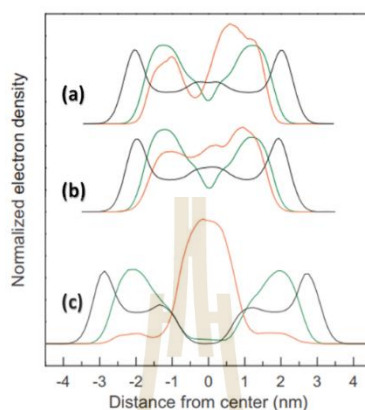 Normalized electron density
(a)
(b)
(c)
-4 -3 -2 -1 0 1 2 3 4
Distance from center (nm)